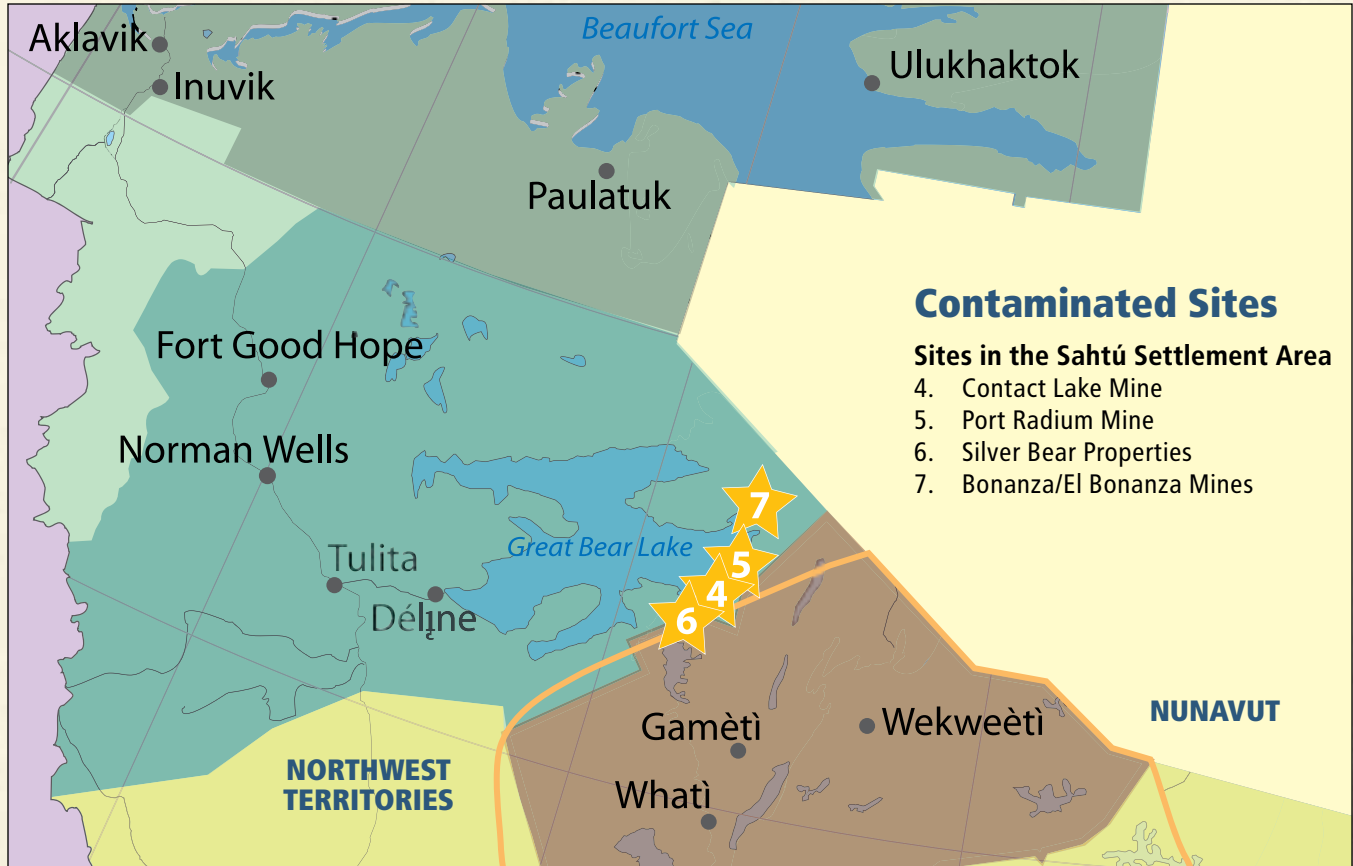 Beaufort Sea
Aklavik
Inuvik
Ulukhaktok
Paulatuk
Contaminated Sites
Sites in the Sahtú Settlement Area
4. Contact Lake Mine
5. Port Radium Mine
6. Silver Bear Properties
7. Bonanza/El Bonanza Mines
Fort Good Hope
Norman Wells
7
Great Bear Lake
5
Tulita
4
Délı̨ne
6
Gamètì
Wekweètì
NUNAVUT
NORTHWEST
TERRITORIES
Whatì